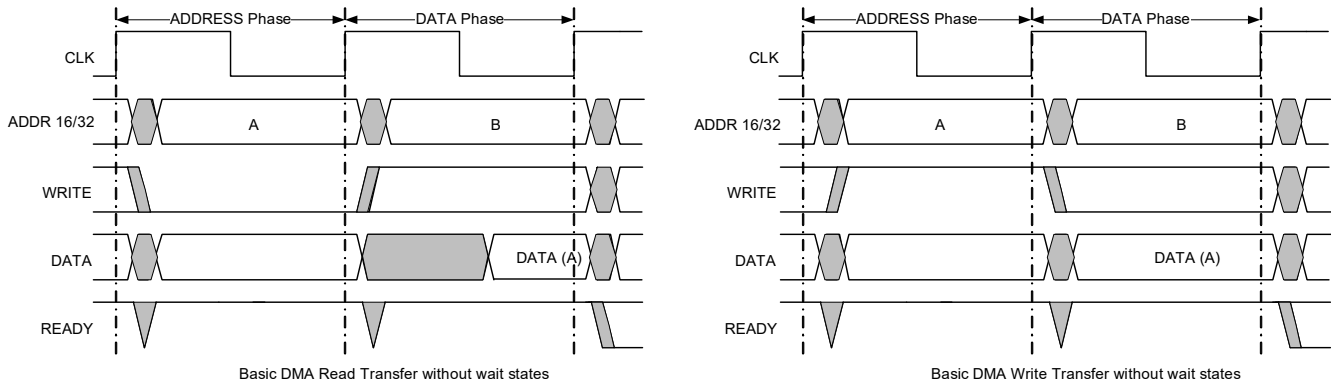 ADDRESS Phase DATA Phase
CLK
ADDR 16/32 A B
WRITE
DATA DATA (A)
READY
Basic DMA Read Transfer without wait states
ADDRESS Phase DATA Phase
CLK
ADDR 16/32 A B
WRITE
DATA DATA (A)
READY
Basic DMA Write Transfer without wait states